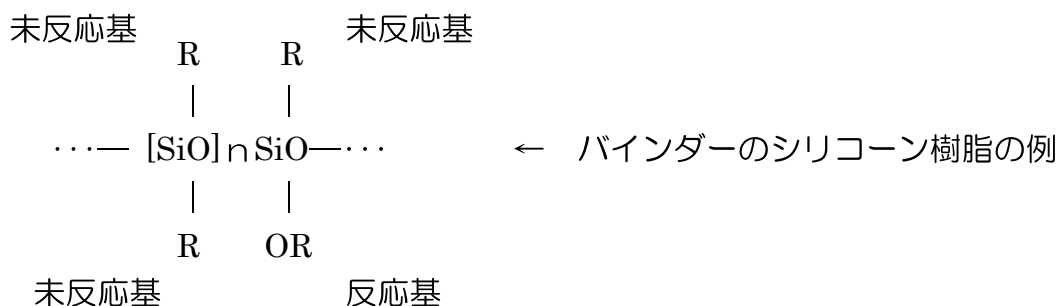 未反応基 未反応基
R R
| |
···— [SiO]n SiO—··· ← バインダーのシリコーン樹脂の例
| |
R OR
未反応基 反応基